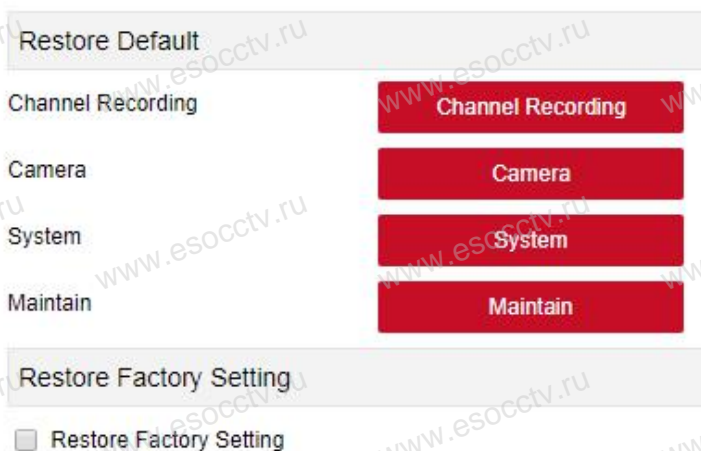 Restore Default
Channel Recording Channel Recording
Camera Camera
System System
Maintain Maintain
Restore Factory Setting
Restore Factory Setting
www.esocctv.ru
www.esocctv.ru
www.esocctv.ru
www.esocctv.ru
www.esocctv.ru
www.esocctv.ru